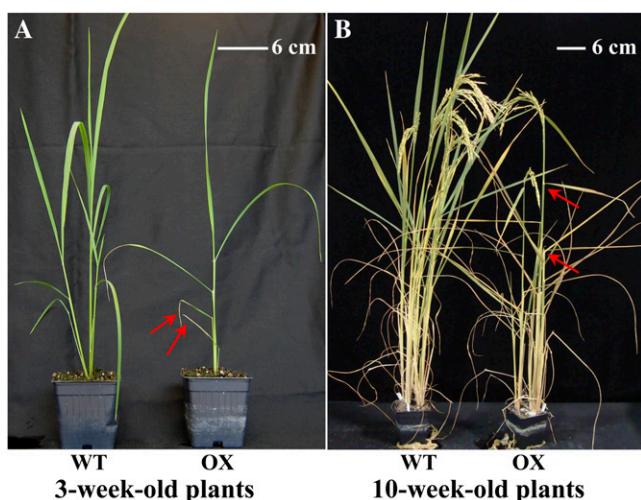 A
6 cm
B
6 cm
WT
OX
WT
OX
3-week-old plants
10-week-old plants